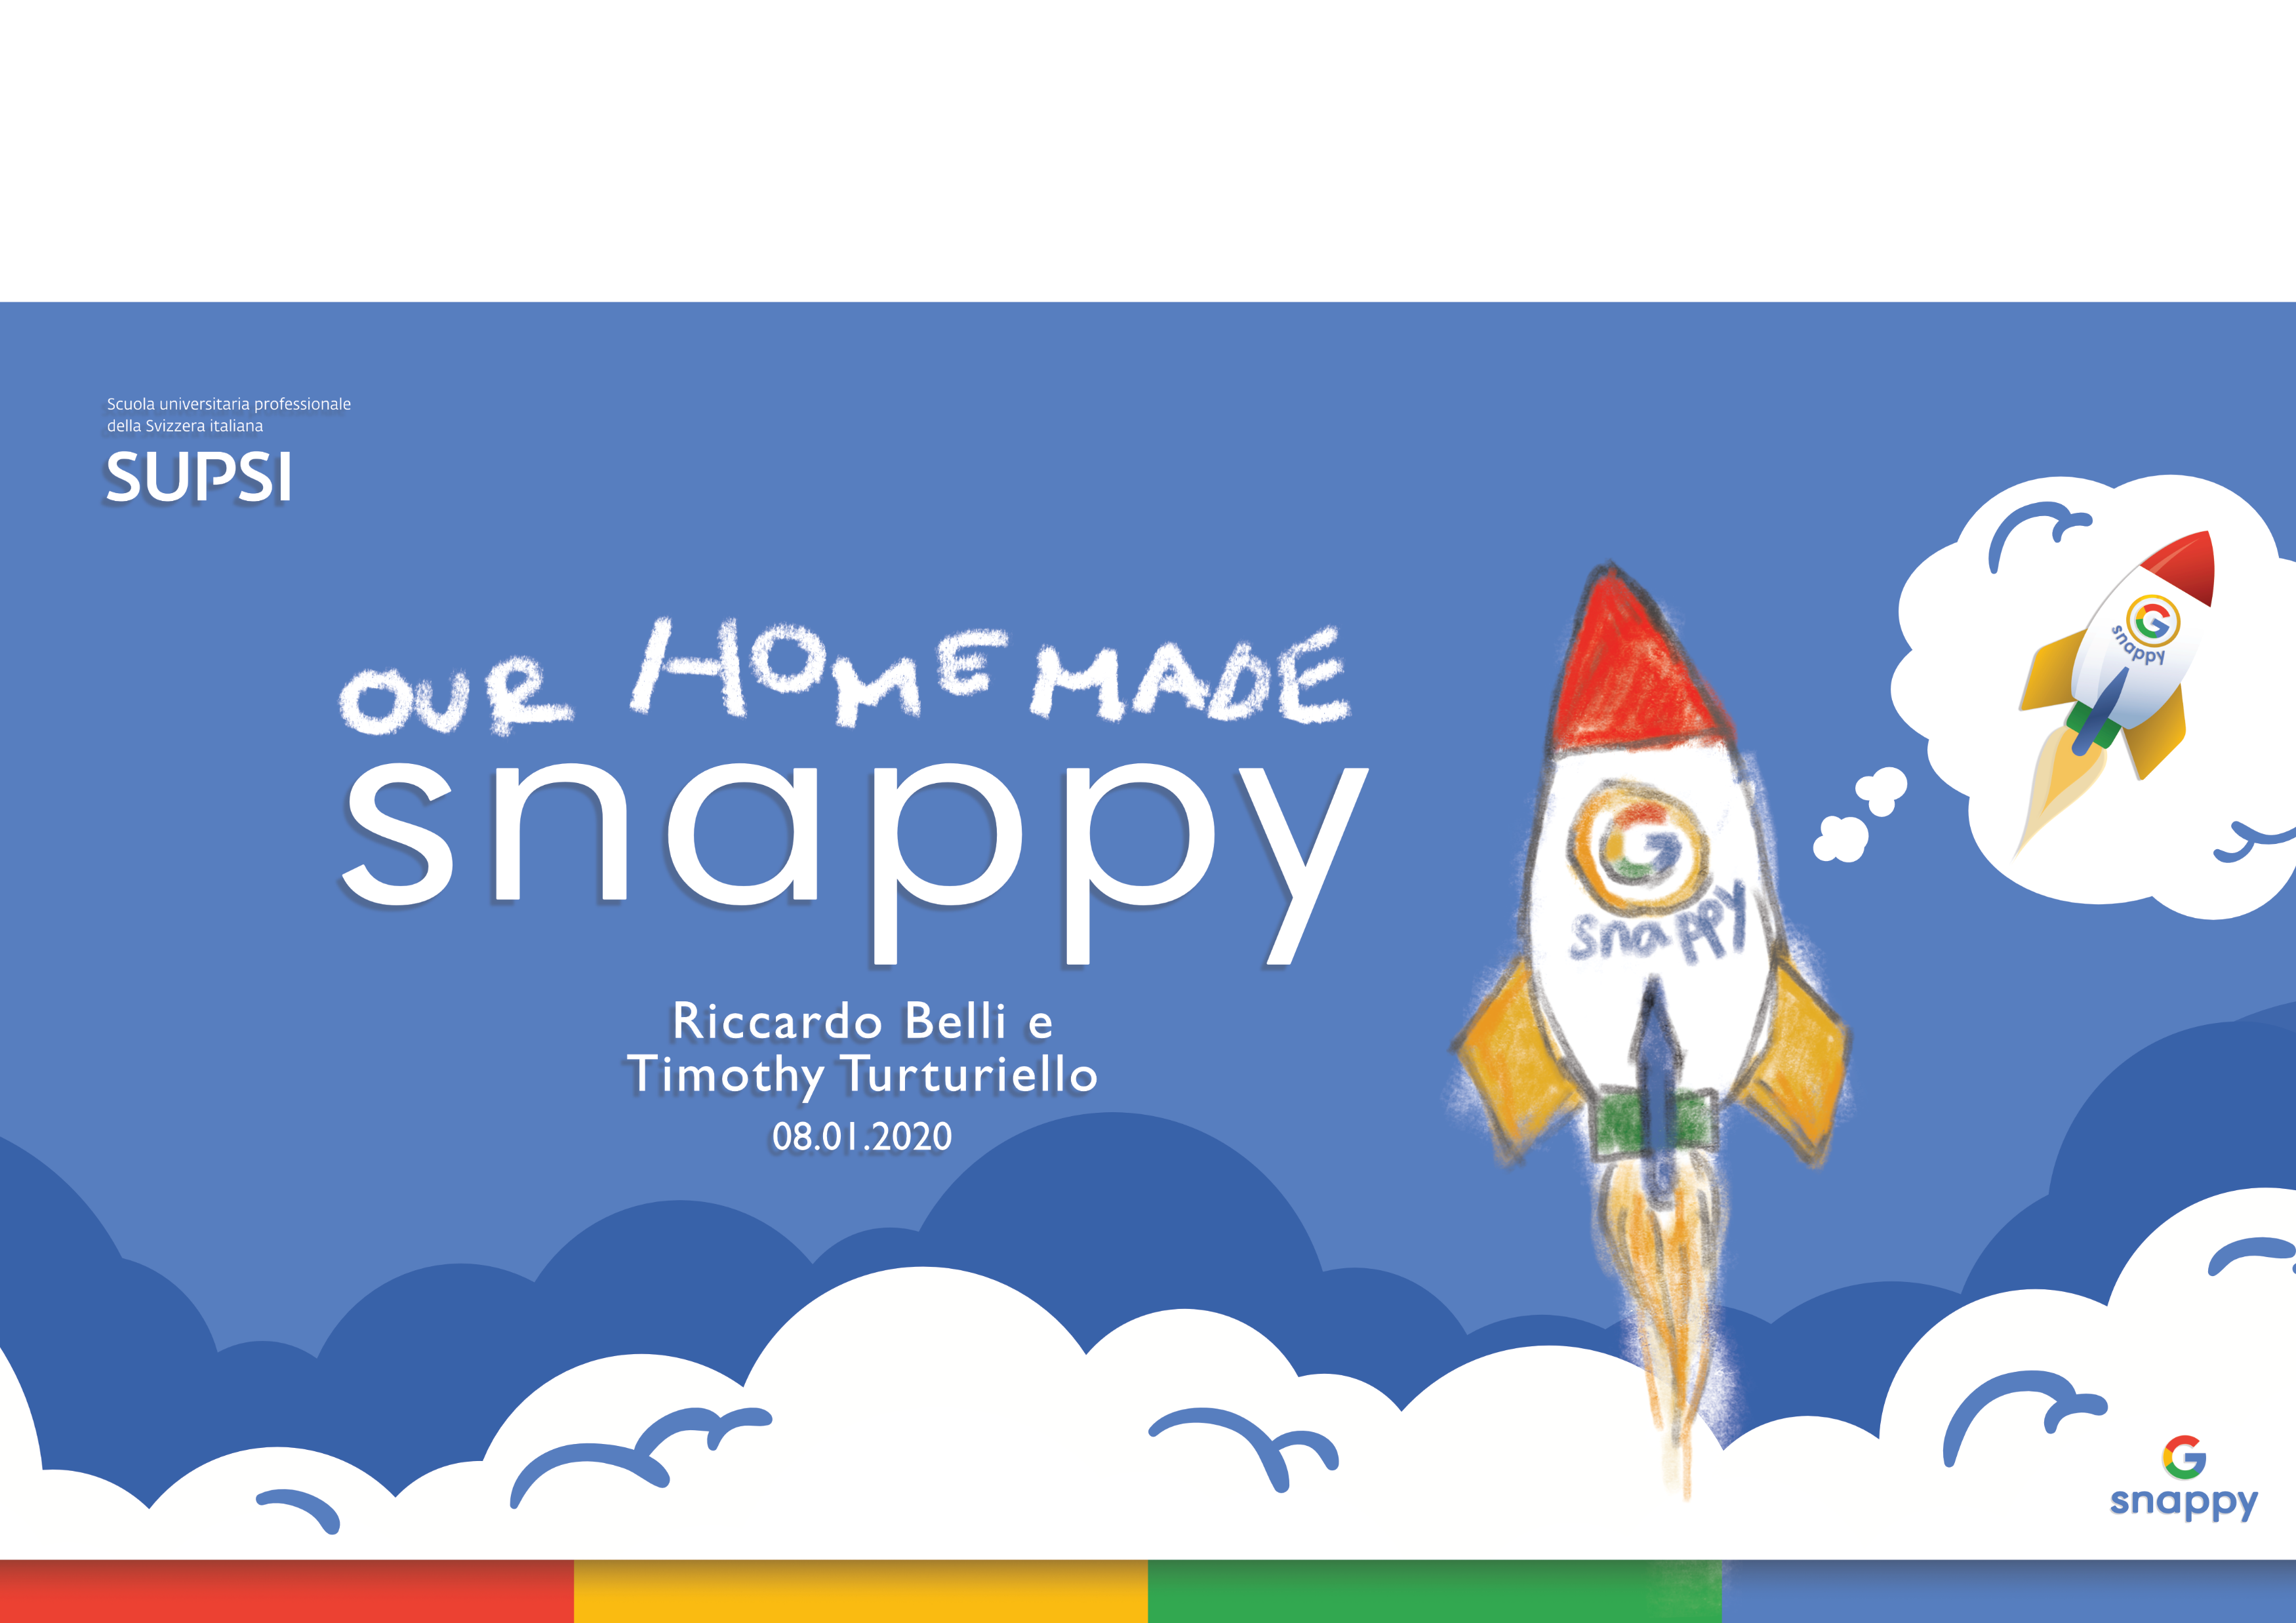 Scuola universitaria professionale
della Svizzera italiana
SUPSI
OUR HOMEMADE
snappy
Riccardo Belli e
Timothy Turturiello
08.01.2020
G
snappy
G
snappy
G
snappy